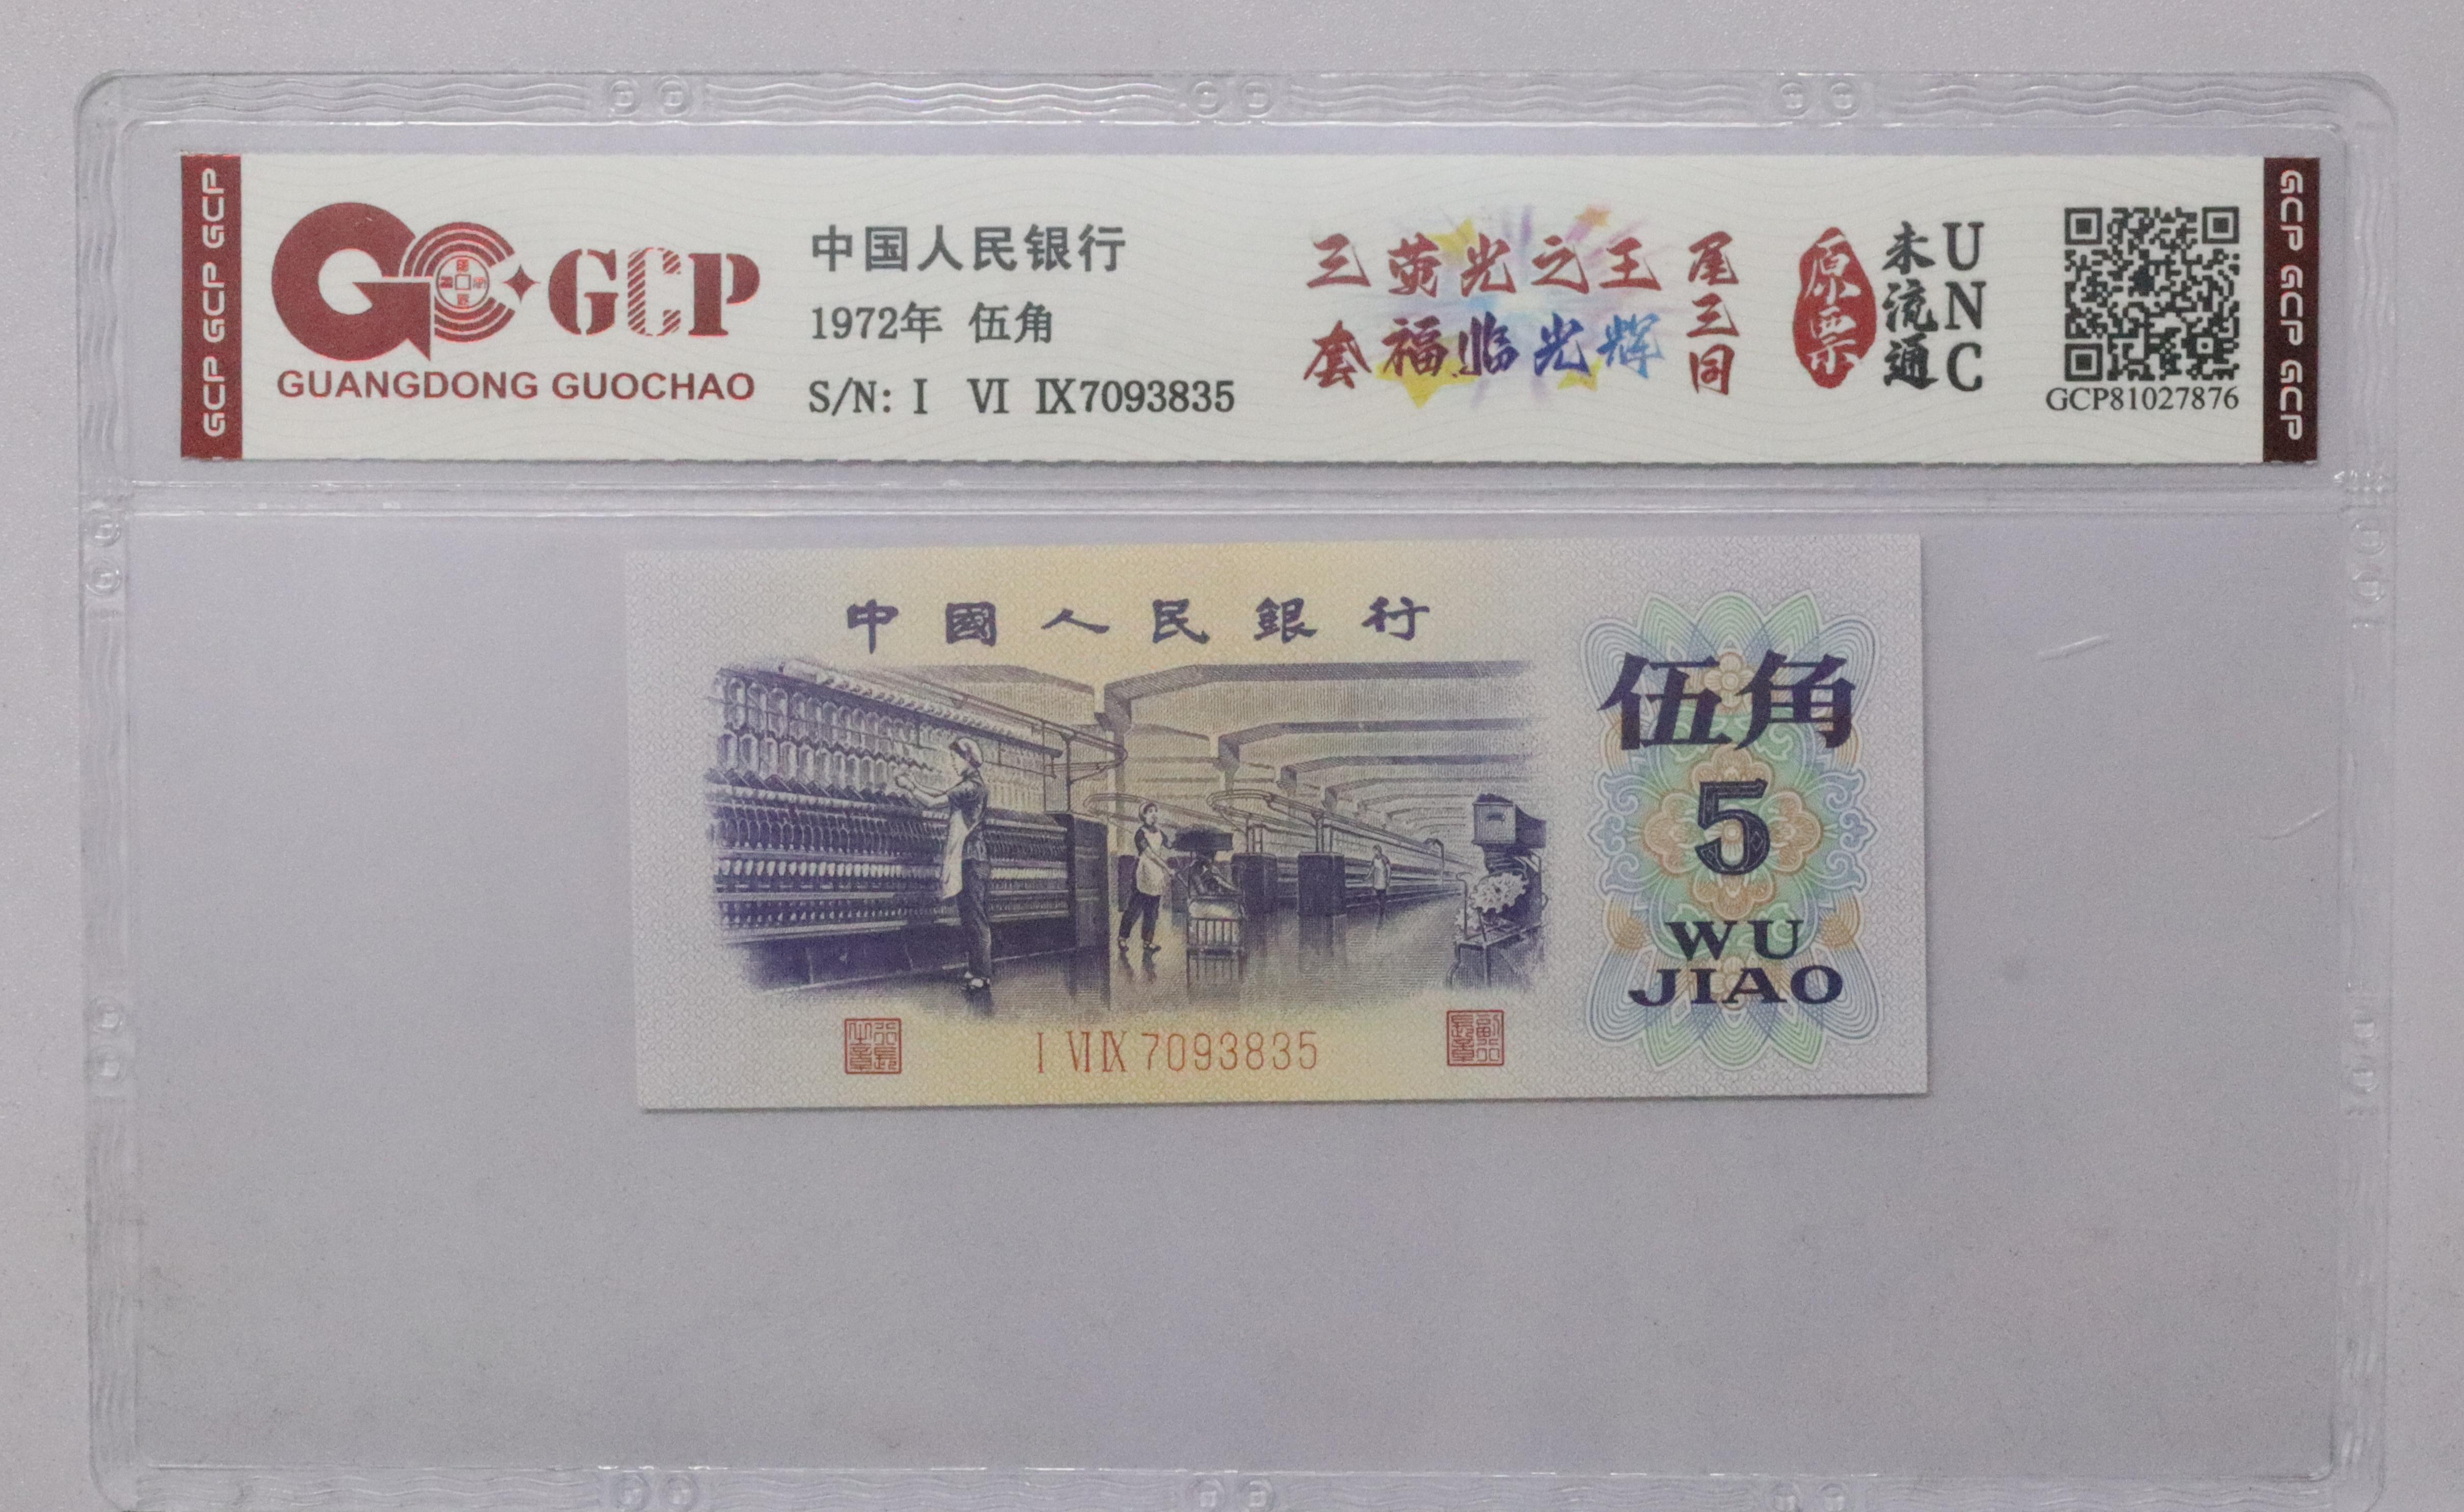 GCP GCP GCP
GCP
GUANGDONG GUOCHAO
中国人民银行
1972年 伍角
S/N: I VI IX7093835
三萤光之王
套福临光辉
尾三同
原票
未流通
UNC
GCP81027876
GCP GCP GCP
中國人民銀行
伍角
5
WU
JIAO
I VI IX 7093835